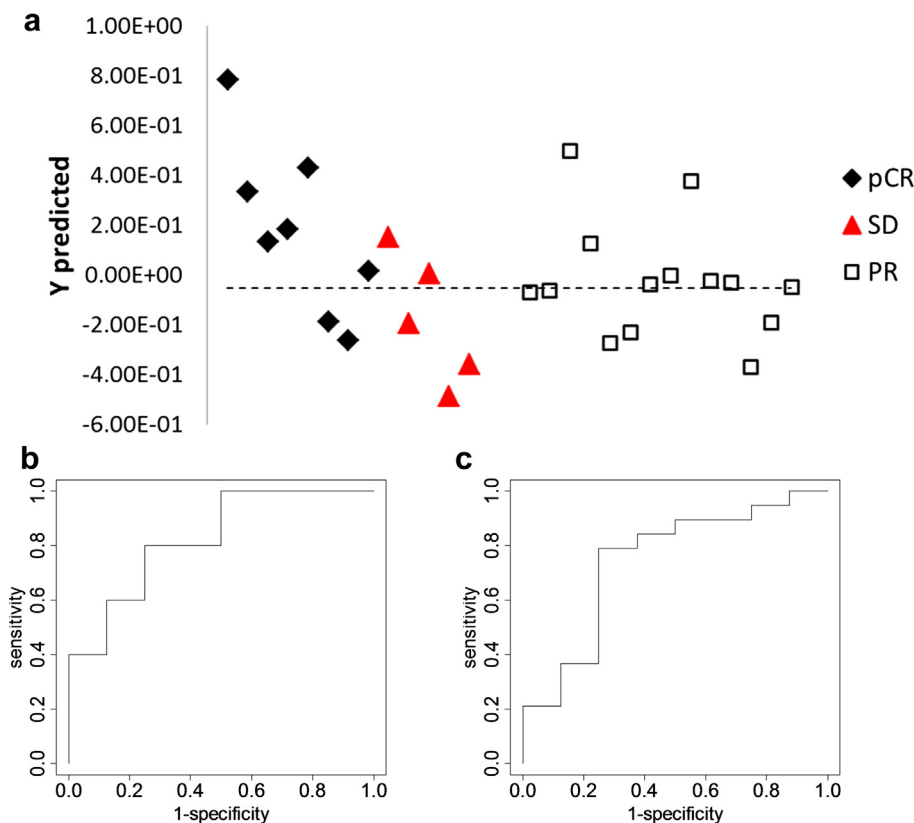 a
1.00E+00
8.00E-01
6.00E-01
4.00E-01
2.00E-01
0.00E+00
-2.00E-01
-4.00E-01
-6.00E-01
Y predicted
pCR
SD
PR
b
1.0
0.8
0.6
0.4
0.2
0.0
sensitivity
0.0 0.2 0.4 0.6 0.8 1.0
1-specificity
c
1.0
0.8
0.6
0.4
0.2
0.0
sensitivity
0.0 0.2 0.4 0.6 0.8 1.0
1-specificity